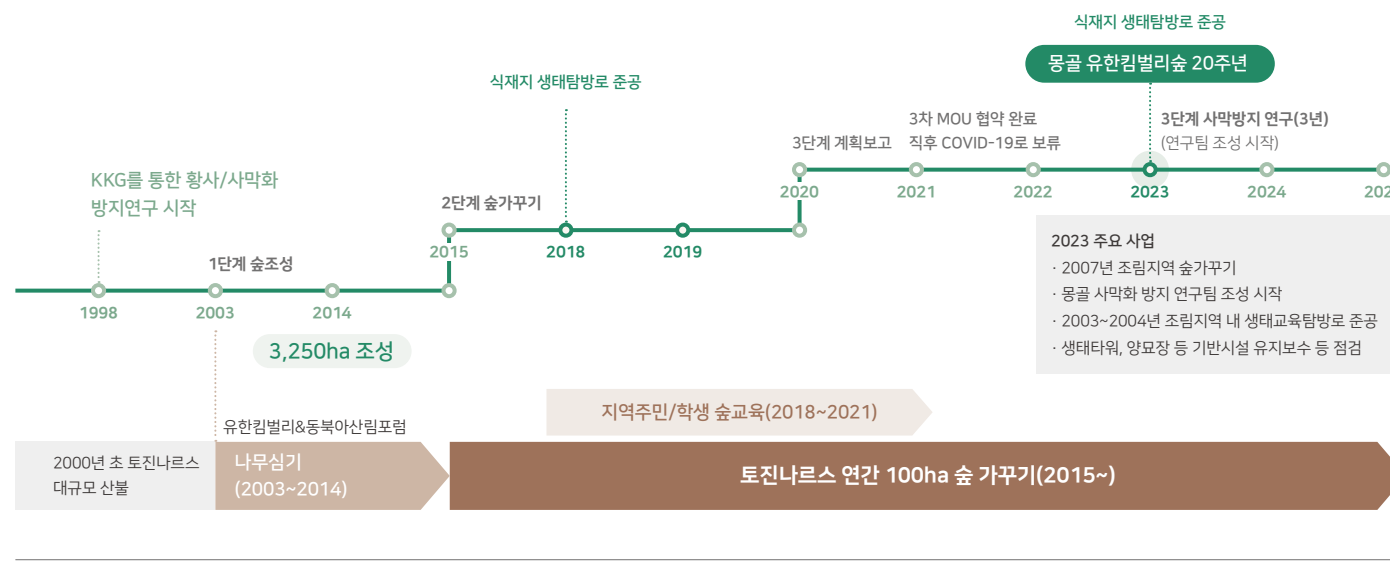 식재지 생태탐방로 준공
몽골 유한킴벌리숲 20주년
식재지 생태탐방로 준공
3단계 계획보고
3차 MOU 협약 완료
직후 COVID-19로 보류
3단계 사막방지 연구(3년)
(연구팀 조성 시작)
KKG를 통한 황사/사막화
방지연구 시작
2020
2021
2022
2023
2024
202
2단계 숲가꾸기
2015
2018
2019
1단계 숲조성
1998
2003
2014
3,250ha 조성
2023 주요 사업
· 2007년 조림지역 숲가꾸기
· 몽골 사막화 방지 연구팀 조성 시작
· 2003~2004년 조림지역 내 생태교육탐방로 준공
· 생태타워, 양묘장 등 기반시설 유지보수 등 점검
지역주민/학생 숲교육(2018~2021)
유한킴벌리&동북아산림포럼
2000년 초 토진나르스
대규모 산불
나무심기
(2003~2014)
토진나르스 연간 100ha 숲 가꾸기(2015~)